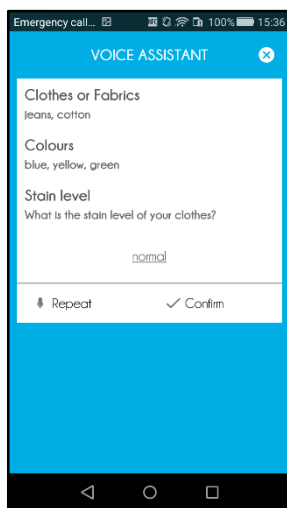 Emergency call... 100% 15:36
VOICE ASSISTANT
Clothes or Fabrics
jeans, cotton
Colours
blue, yellow, green
Stain level
What is the stain level of your clothes?
normal
Repeat Confirm